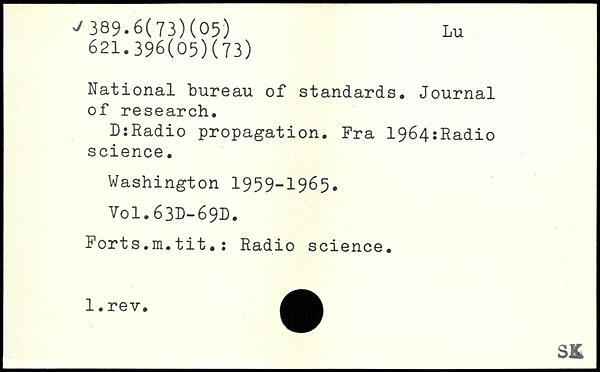 ✓ 389.6(73)(05) Lu
621.396(05)(73)
National bureau of standards. Journal
of research.
D:Radio propagation. Fra 1964:Radio
science.
Washington 1959-1965.
Vol.63D-69D.
Forts.m.tit.: Radio science.
1.rev.
SK